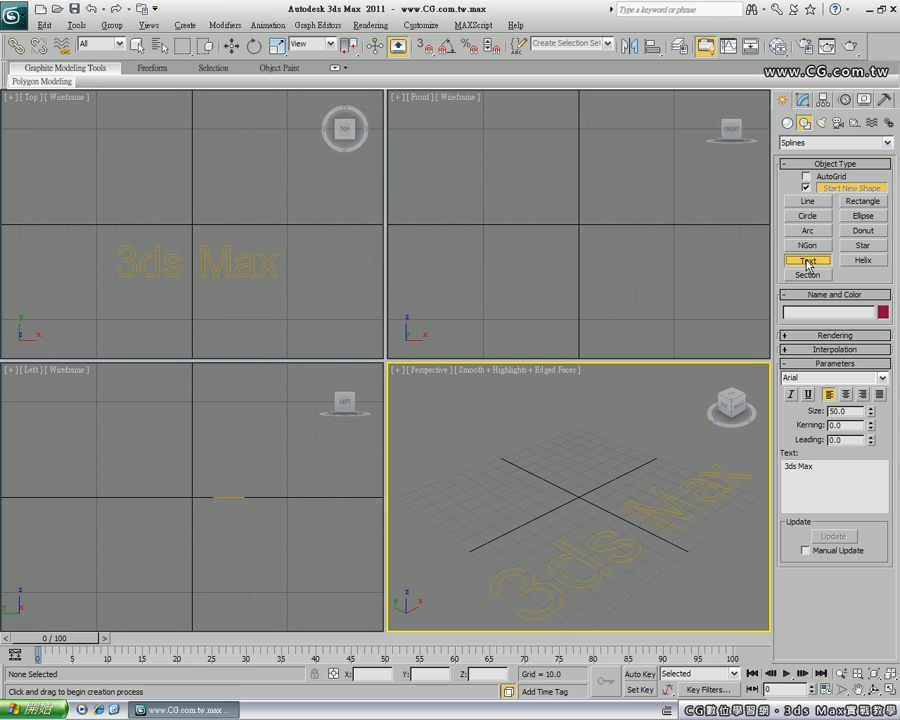 Autodesk 3ds Max 2011 - www.CG.com.tw.max
Type a keyword or phrase
Edit Tools Group Views Create Modifiers Animation Graph Editors Rendering Customize MAXScript Help
All View Create Selection Set
Graphite Modeling Tools Freeform Selection Object Paint
Polygon Modeling
www.CG.com.tw
[ + ] [ Top ] [ Wireframe ]
TOP
[ + ] [ Front ] [ Wireframe ]
FRONT
Splines
- Object Type
AutoGrid
Start New Shape
Line Rectangle
Circle Ellipse
Arc Donut
NGon Star
Text Helix
Section
3ds Max
y
z x
z
x
- Name and Color
+ Rendering
+ Interpolation
- Parameters
[ + ] [ Left ] [ Wireframe ]
LEFT
[ + ] [ Perspective ] [ Smooth + Highlights + Edged Faces ]
Arial
I U
Size: 50.0
Kerning: 0.0
Leading: 0.0
Text:
3ds Max
3ds Max
Update
Update
Manual Update
z
y
z
y x
< 0 / 100 >
0 5 10 15 20 25 30 35 40 45 50 55 60 65 70 75 80 85 90 95 100
None Selected X: Y: Z: Grid = 10.0 Auto Key Selected
Click and drag to begin creation process Add Time Tag Set Key Key Filters... 0
開始 www.CG.com.tw.max ...
CG數位學習網・3ds Max實戰教學